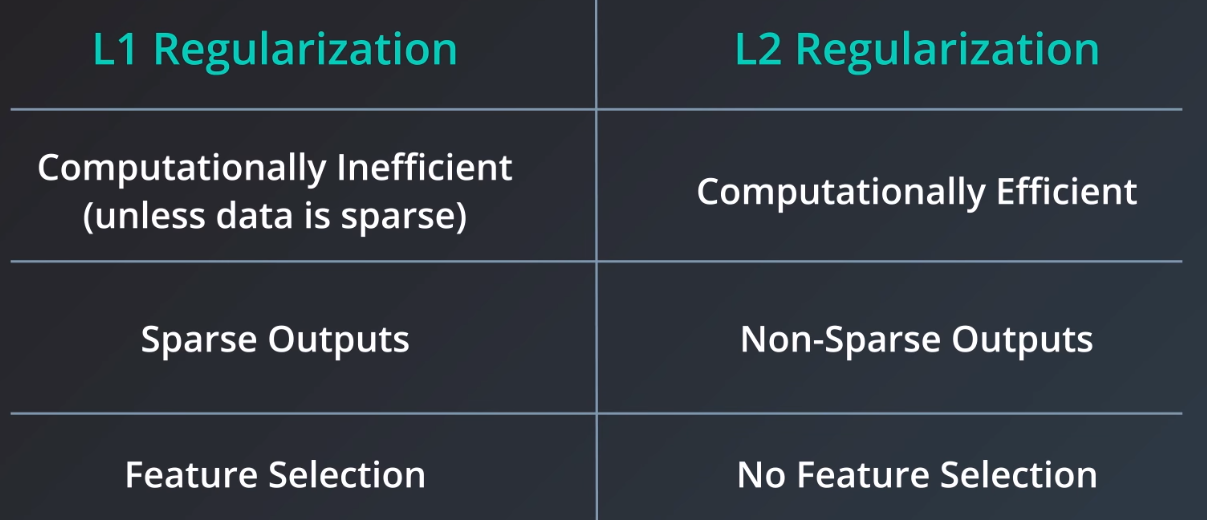 L1 Regularization
L2 Regularization
Computationally Inefficient
(unless data is sparse)
Computationally Efficient
Sparse Outputs
Non-Sparse Outputs
Feature Selection
No Feature Selection